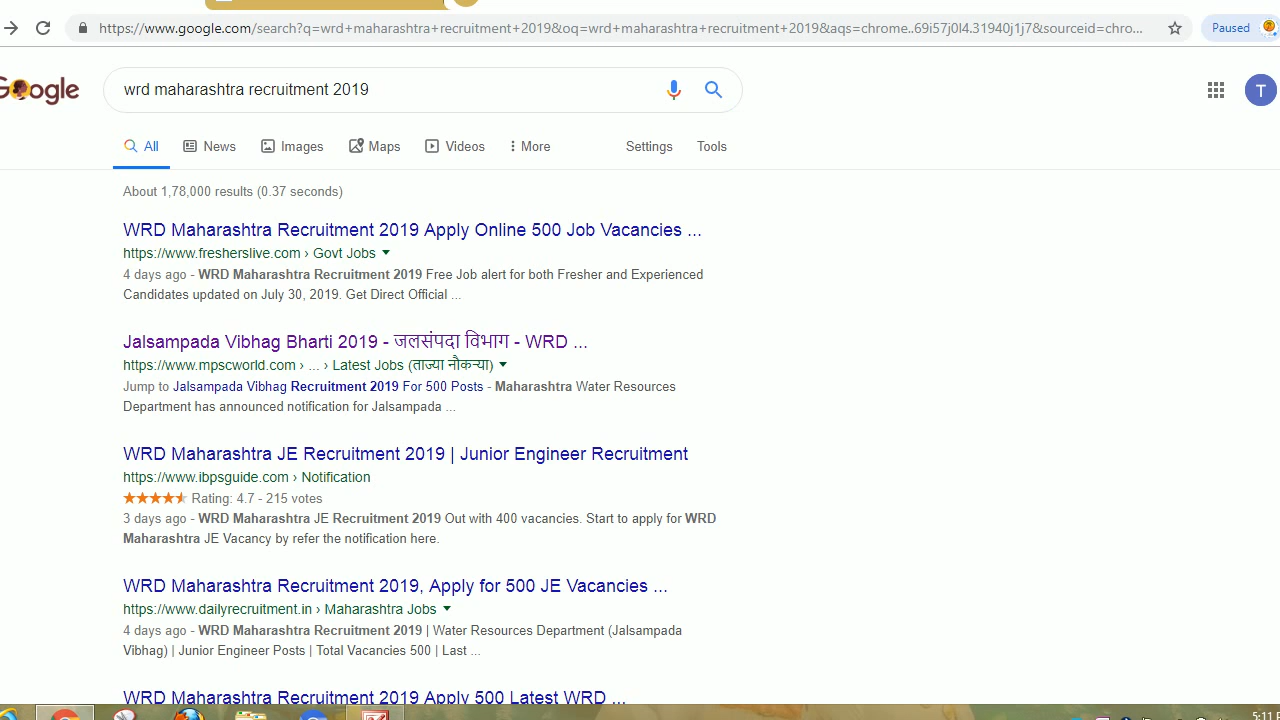 https://www.google.com/search?q=wrd+maharashtra+recruitment+2019&oq=wrd+maharashtra+recruitment+2019&aqs=chrome..69i57j0l4.31940j1j7&sourceid=chro...
Paused
Google
wrd maharashtra recruitment 2019
T
All News Images Maps Videos More Settings Tools
About 1,78,000 results (0.37 seconds)
WRD Maharashtra Recruitment 2019 Apply Online 500 Job Vacancies ...
https://www.fresherslive.com › Govt Jobs
4 days ago - WRD Maharashtra Recruitment 2019 Free Job alert for both Fresher and Experienced
Candidates updated on July 30, 2019. Get Direct Official ...
Jalsampada Vibhag Bharti 2019 - जलसंपदा विभाग - WRD ...
https://www.mpscworld.com › ... › Latest Jobs (ताज्या नौकऱ्या)
Jump to Jalsampada Vibhag Recruitment 2019 For 500 Posts - Maharashtra Water Resources
Department has announced notification for Jalsampada ...
WRD Maharashtra JE Recruitment 2019 | Junior Engineer Recruitment
https://www.ibpsguide.com › Notification
Rating: 4.7 - 215 votes
3 days ago - WRD Maharashtra JE Recruitment 2019 Out with 400 vacancies. Start to apply for WRD
Maharashtra JE Vacancy by refer the notification here.
WRD Maharashtra Recruitment 2019, Apply for 500 JE Vacancies ...
https://www.dailyrecruitment.in › Maharashtra Jobs
4 days ago - WRD Maharashtra Recruitment 2019 | Water Resources Department (Jalsampada
Vibhag) | Junior Engineer Posts | Total Vacancies 500 | Last ...
WRD Maharashtra Recruitment 2019 Apply 500 Latest WRD ...
5:11